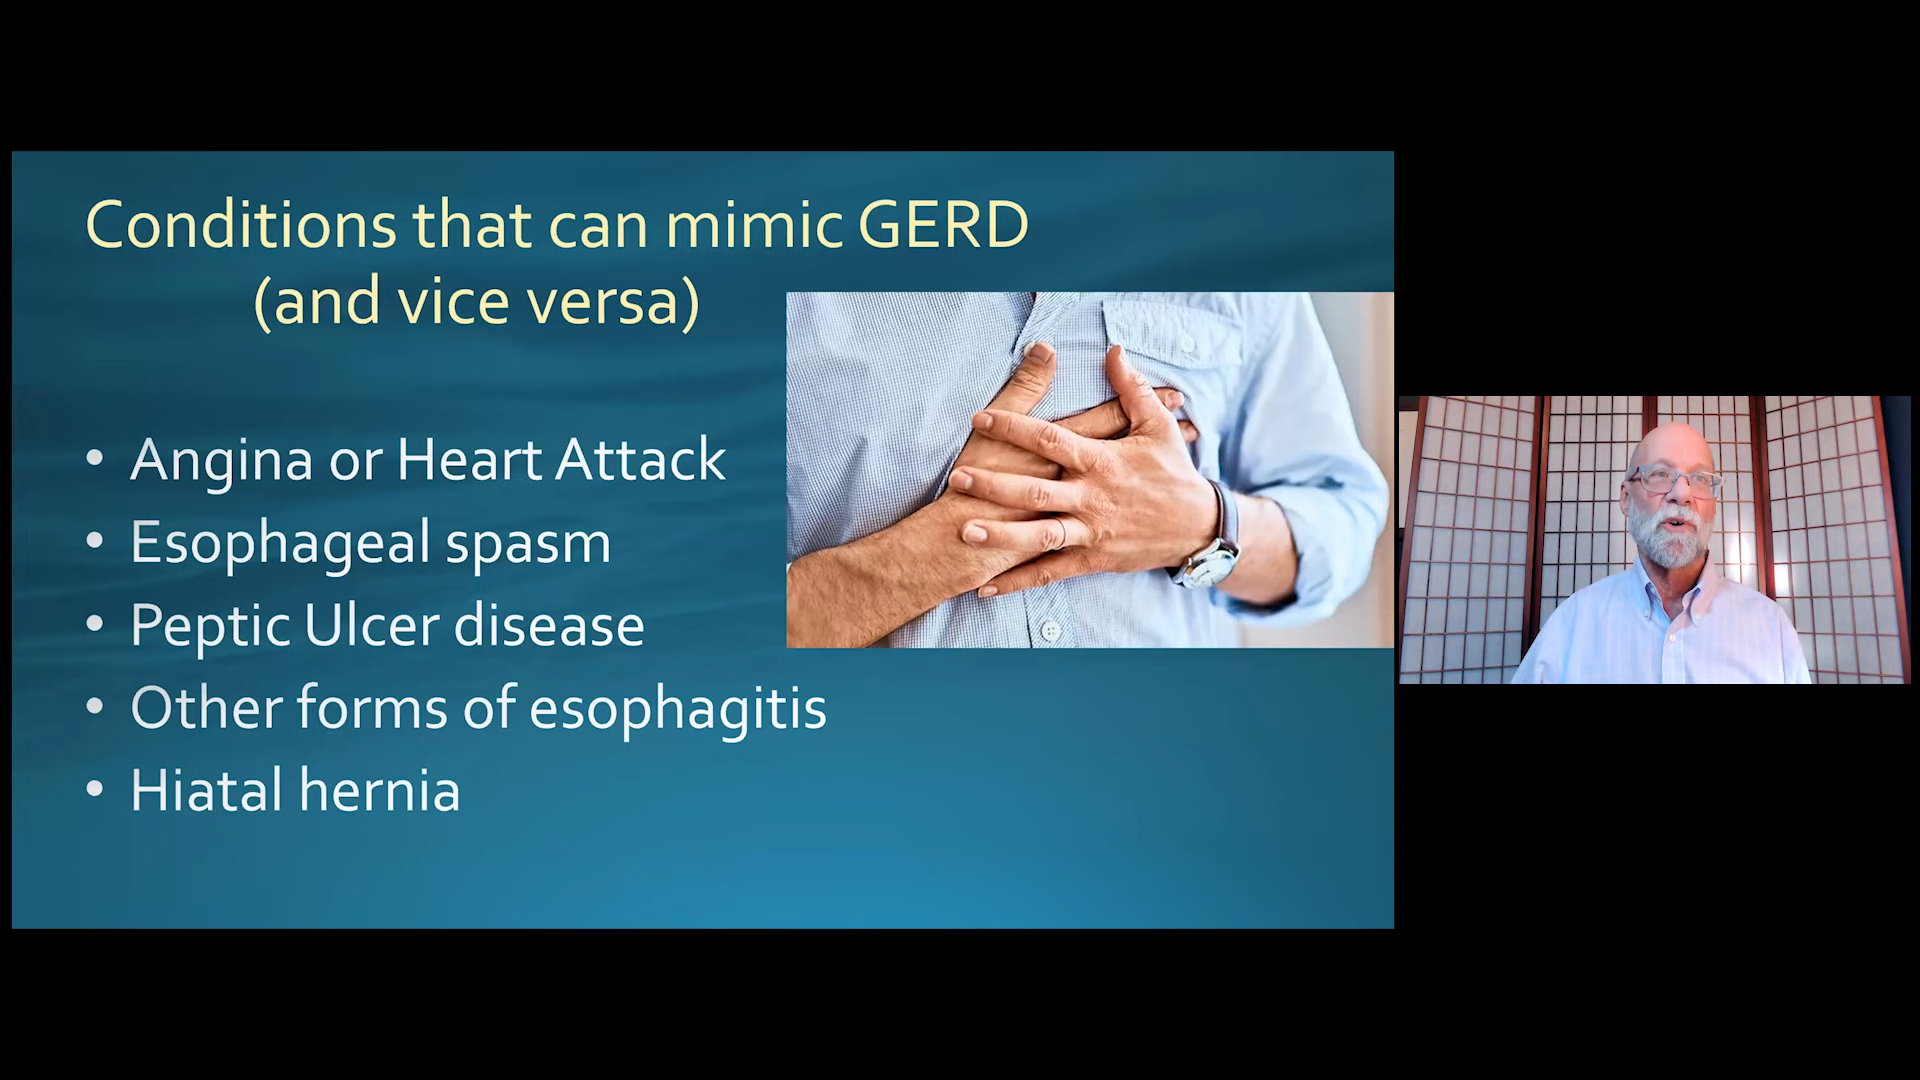 Conditions that can mimic GERD
(and vice versa)
• Angina or Heart Attack
• Esophageal spasm
• Peptic Ulcer disease
• Other forms of esophagitis
• Hiatal hernia